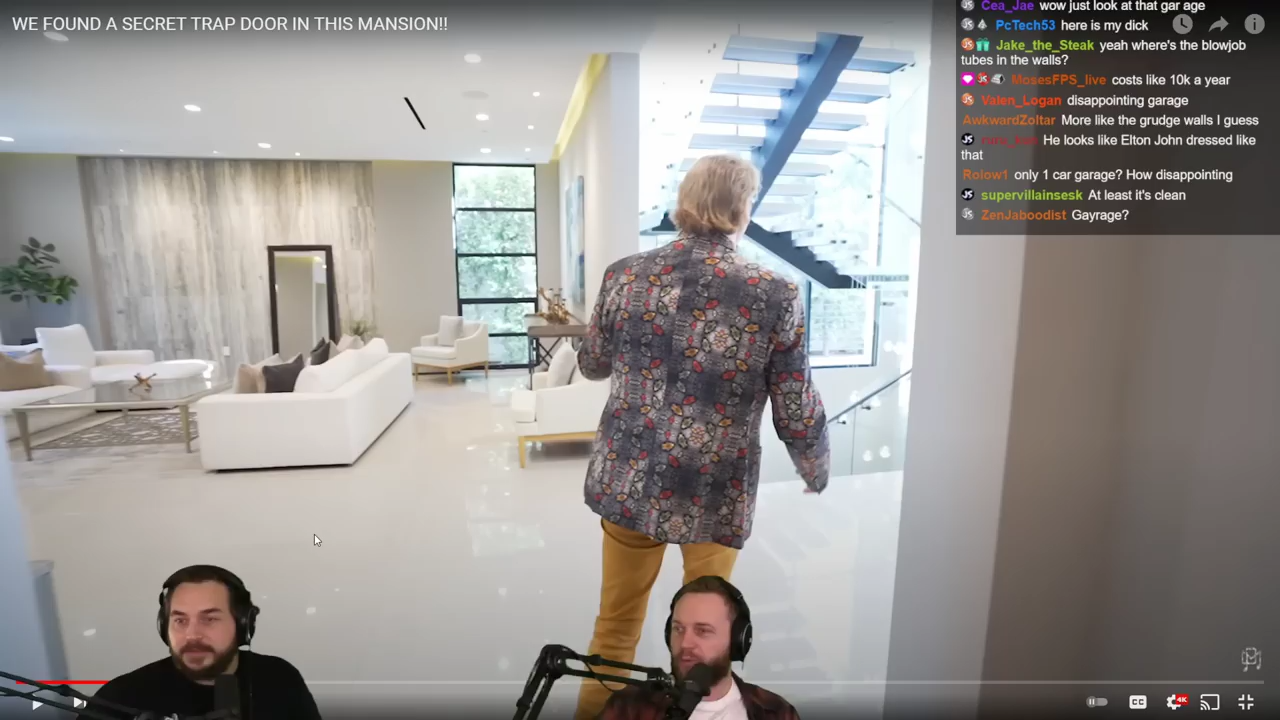 WE FOUND A SECRET TRAP DOOR IN THIS MANSION!!
Cea_Jae wow just look at that gar age
PcTech53 here is my dick
Jake_the_Steak yeah where's the blowjob
tubes in the walls?
MosesFPS_live costs like 10k a year
Valen_Logan disappointing garage
AwkwardZoltar More like the grudge walls I guess
He looks like Elton John dressed like
that
Rolow1 only 1 car garage? How disappointing
supervillainsesk At least it's clean
ZenJaboodist Gayrage?
CC
4K